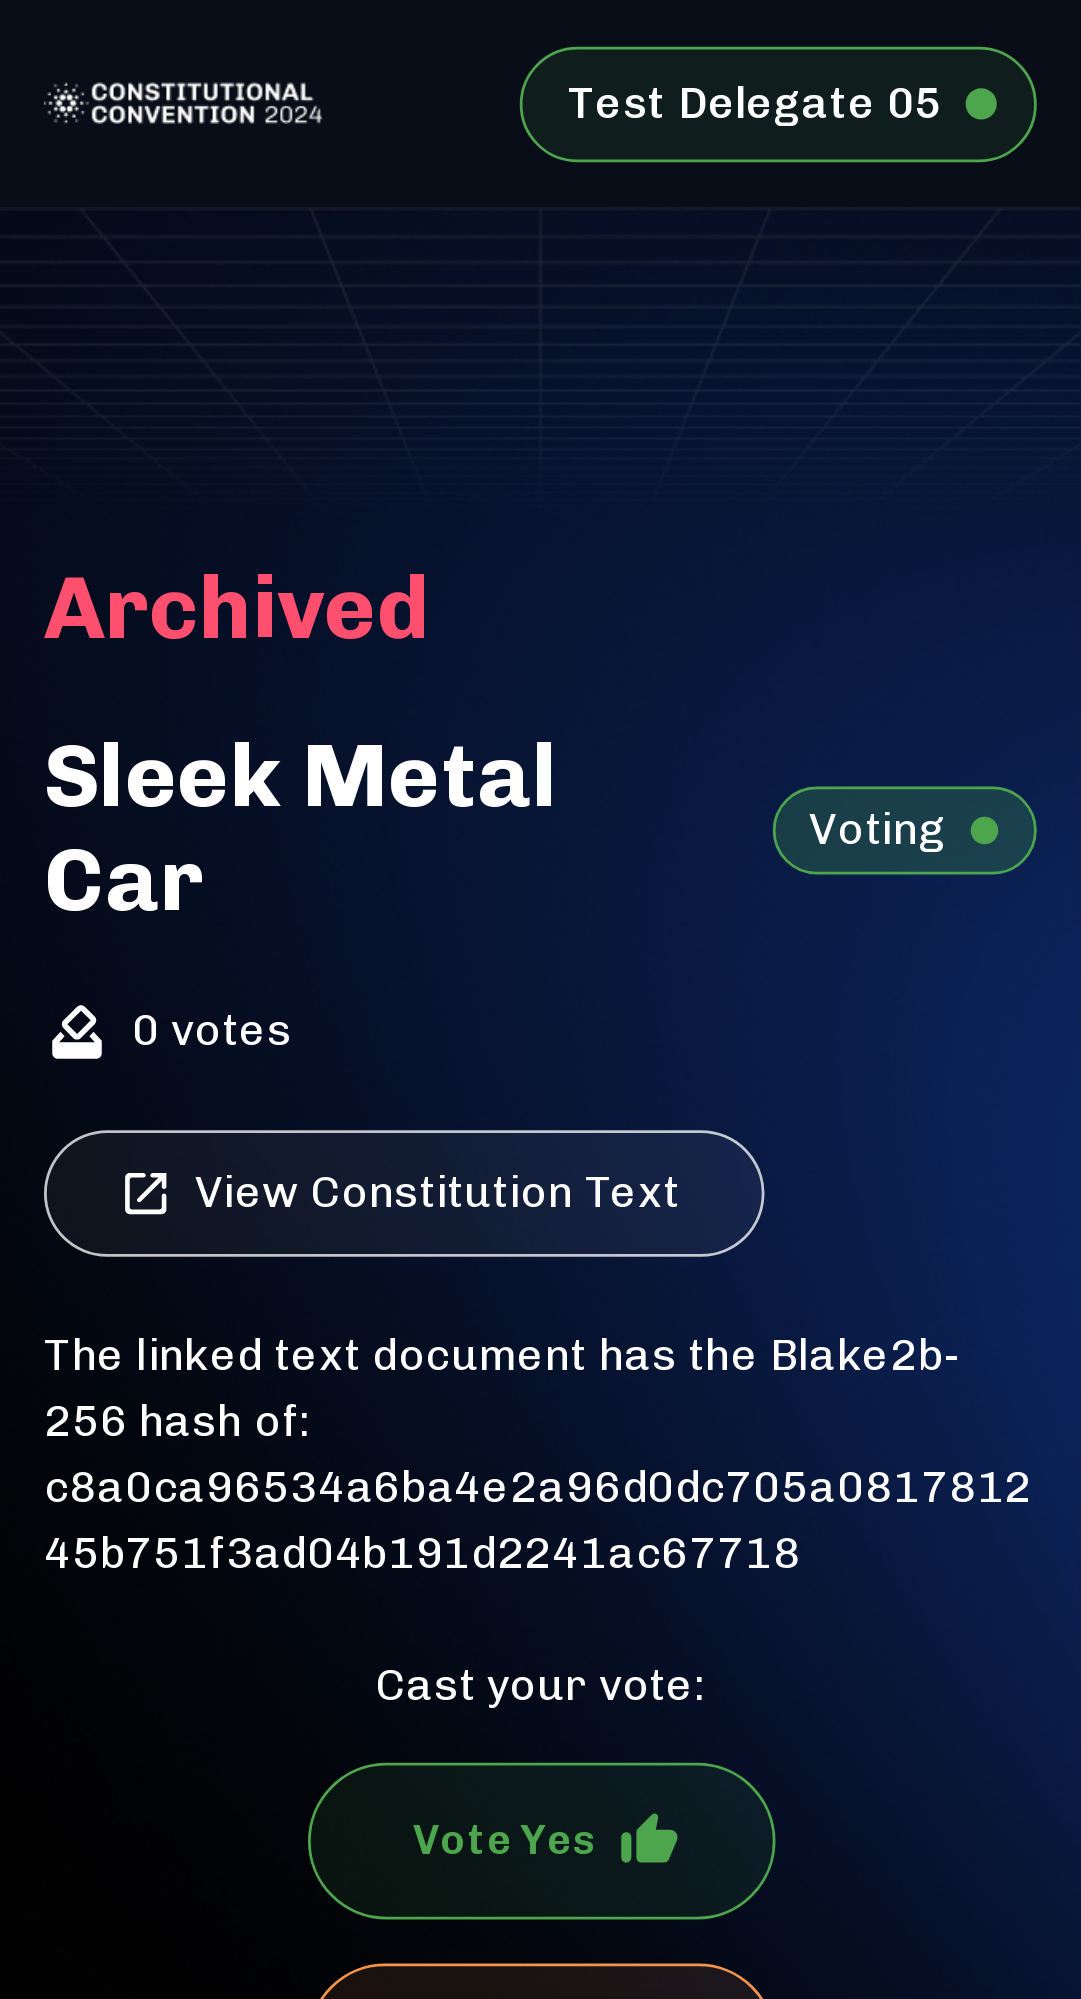 CONSTITUTIONAL
CONVENTION 2024
Test Delegate 05
Archived
Sleek Metal
Car
Voting
0 votes
View Constitution Text
The linked text document has the Blake2b-
256 hash of:
c8a0ca96534a6ba4e2a96d0dc705a0817812
45b751f3ad04b191d2241ac67718
Cast your vote:
Vote Yes